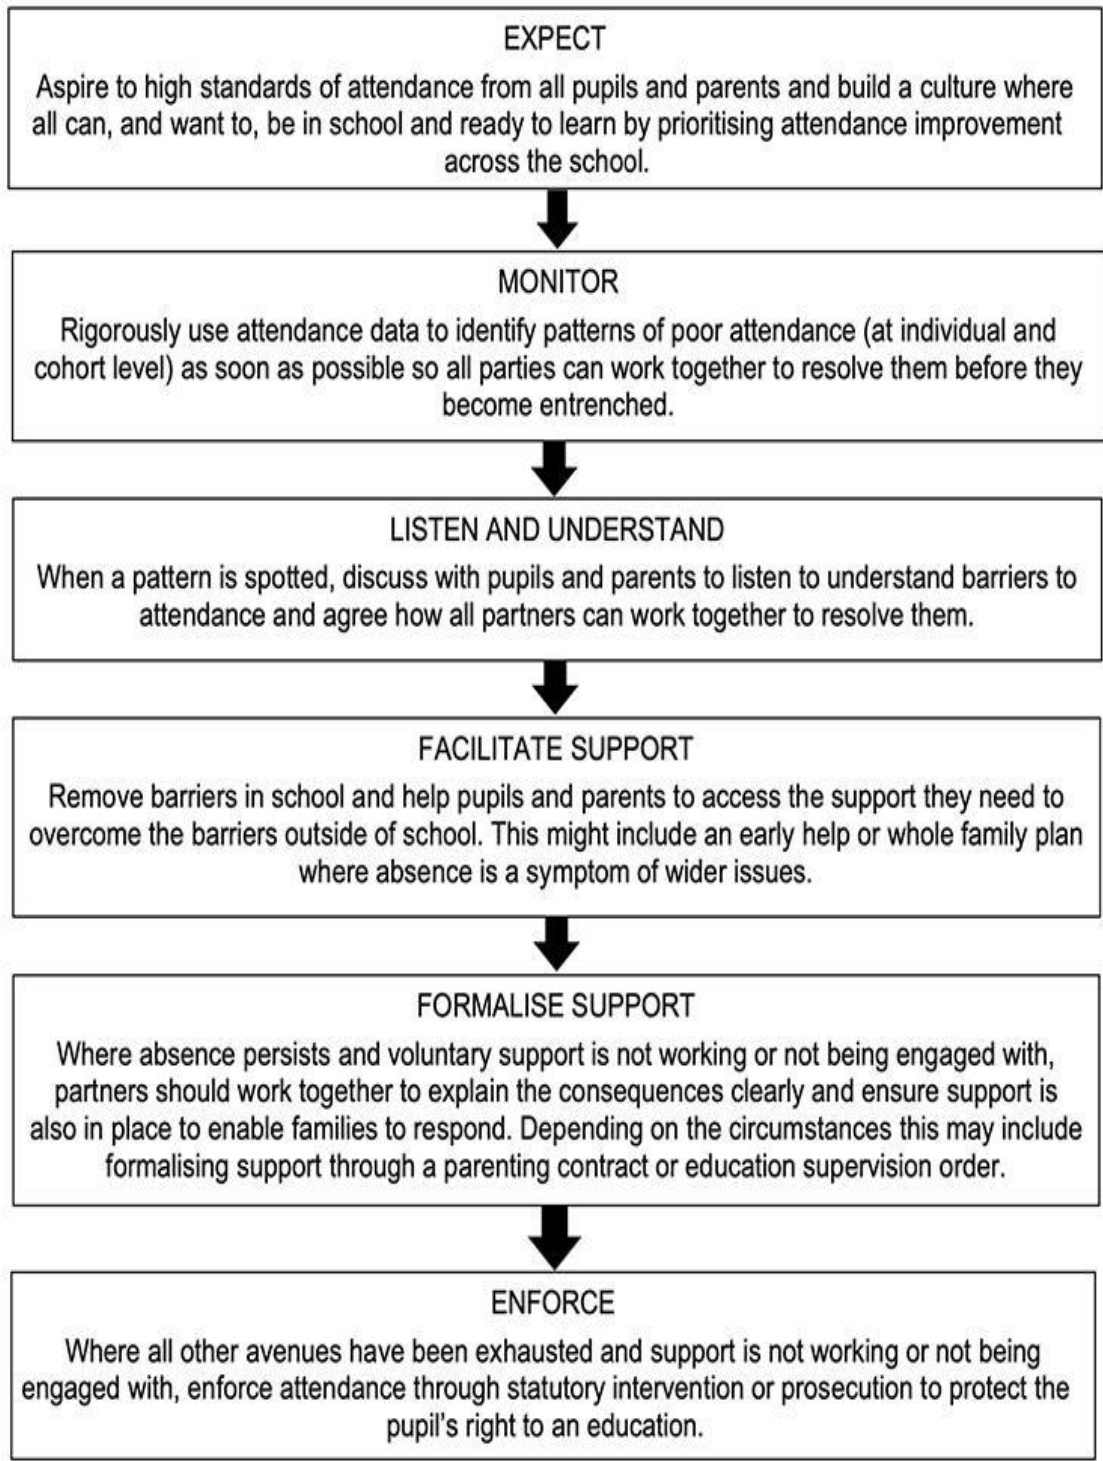 EXPECT
Aspire to high standards of attendance from all pupils and parents and build a culture where
all can, and want to, be in school and ready to learn by prioritising attendance improvement
across the school.
MONITOR
Rigorously use attendance data to identify patterns of poor attendance (at individual and
cohort level) as soon as possible so all parties can work together to resolve them before they
become entrenched.
LISTEN AND UNDERSTAND
When a pattern is spotted, discuss with pupils and parents to listen to understand barriers to
attendance and agree how all partners can work together to resolve them.
FACILITATE SUPPORT
Remove barriers in school and help pupils and parents to access the support they need to
overcome the barriers outside of school. This might include an early help or whole family plan
where absence is a symptom of wider issues.
FORMALISE SUPPORT
Where absence persists and voluntary support is not working or not being engaged with,
partners should work together to explain the consequences clearly and ensure support is
also in place to enable families to respond. Depending on the circumstances this may include
formalising support through a parenting contract or education supervision order.
ENFORCE
Where all other avenues have been exhausted and support is not working or not being
engaged with, enforce attendance through statutory intervention or prosecution to protect the
pupil's right to an education.